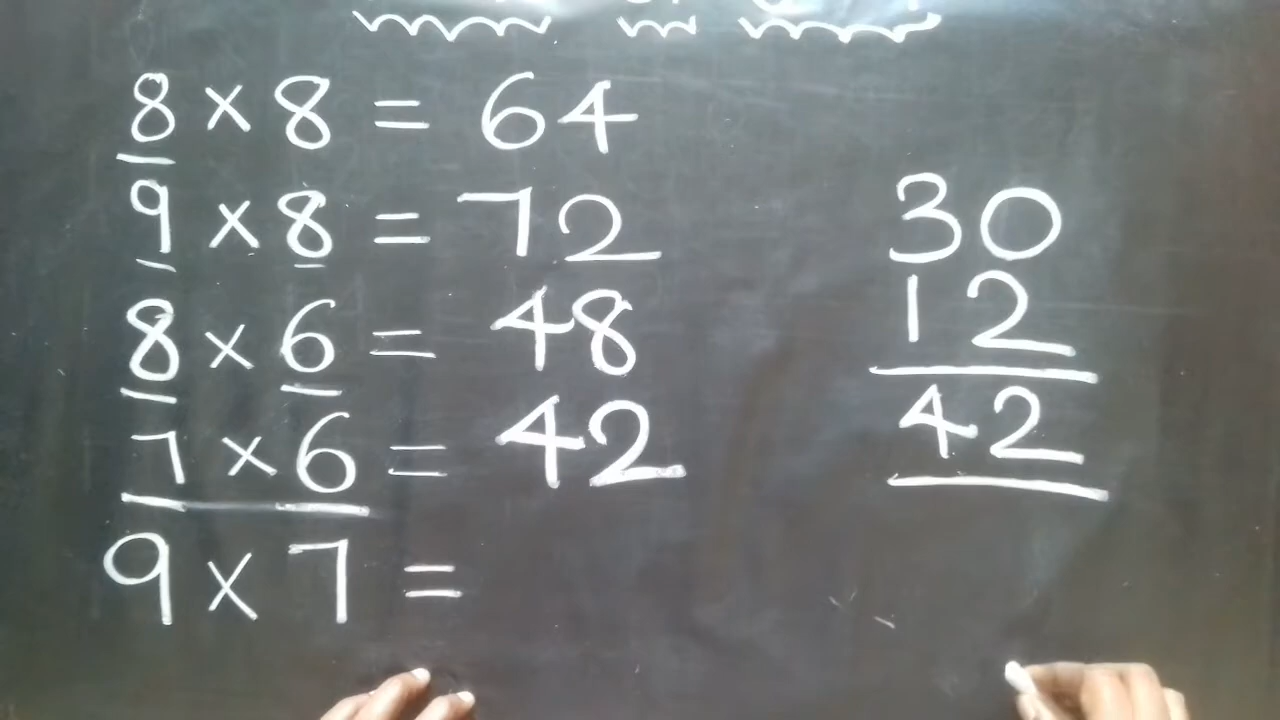 8 × 8 = 64
9 × 8 = 72
8 × 6 = 48
7 × 6 = 42
9 × 7 =
30
12
42